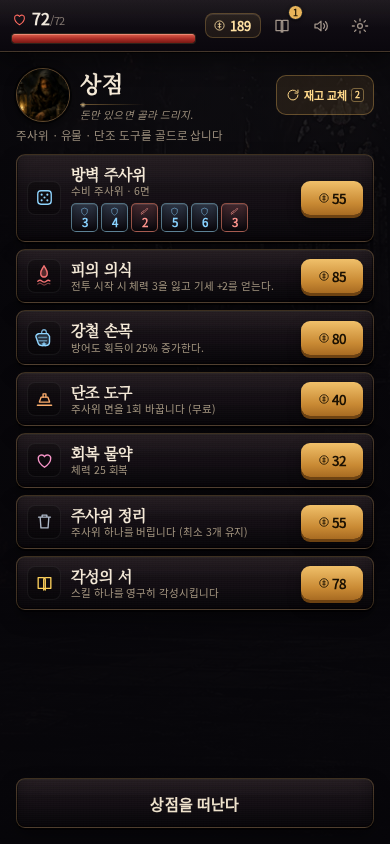 72/72
189
1
상점
돈만 있으면 골라 드리지.
재고 교체 2
주사위 · 유물 · 단조 도구를 골드로 삽니다
방벽 주사위
수비 주사위 · 6면
3 4 2 5 6 3
55
피의 의식
전투 시작 시 체력 3을 잃고 기세 +2를 얻는다.
85
강철 손목
방어도 획득이 25% 증가한다.
80
단조 도구
주사위 면을 1회 바꿉니다 (무료)
40
회복 물약
체력 25 회복
32
주사위 정리
주사위 하나를 버립니다 (최소 3개 유지)
55
각성의 서
스킬 하나를 영구히 각성시킵니다
78
상점을 떠난다